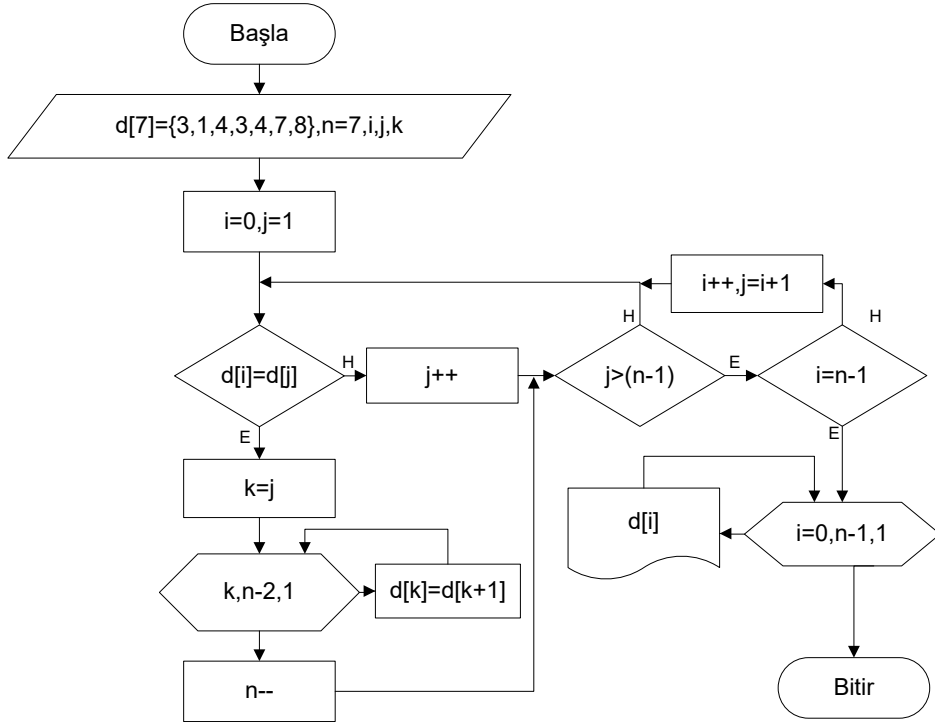 Başla
d[7]={3,1,4,3,4,7,8},n=7,i,j,k
i=0,j=1
i++,j=i+1
H
H
d[i]=d[j]
H
j++
j>(n-1)
E
i=n-1
E
E
k=j
d[i]
i=0,n-1,1
k,n-2,1
d[k]=d[k+1]
n--
Bitir